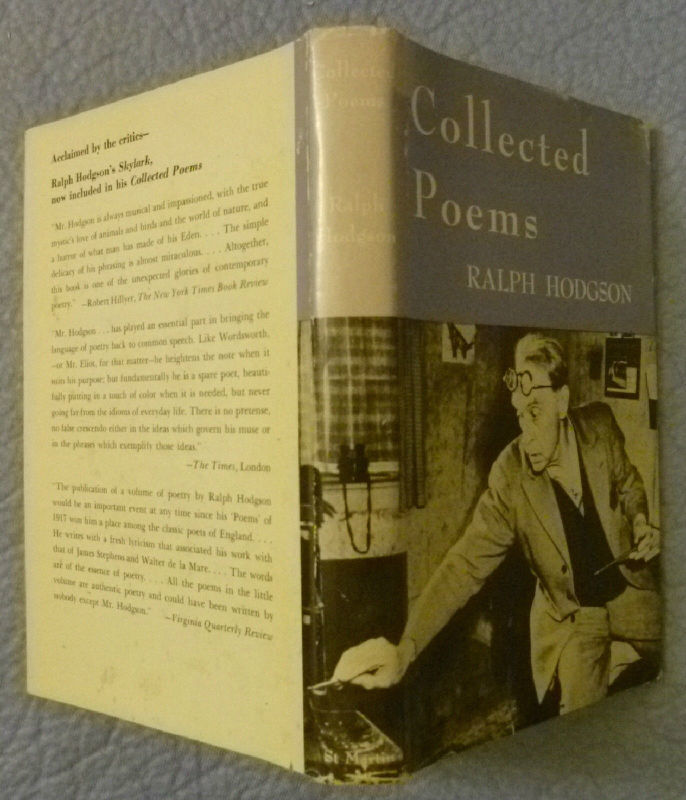 Acclaimed by the critics—
Ralph Hodgson's Skylark,
now included in his Collected Poems
"Mr. Hodgson is always musical and impassioned, with the true
mystic's love of animals and birds and the world of nature, and
a horror of what man has made of his Eden. . . . The simple
delicacy of his phrasing is almost miraculous. . . . Altogether,
this book is one of the unexpected glories of contemporary
poetry." —Robert Hillyer, The New York Times Book Review
"Mr. Hodgson . . . has played an essential part in bringing the
language of poetry back to common speech. Like Wordsworth,
—or Mr. Eliot, for that matter—he heightens the note when it
suits his purpose; but fundamentally he is a spare poet, beauti-
fully putting in a touch of color when it is needed, but never
going far from the idioms of everyday life. There is no pretense,
no false crescendo either in the ideas which govern his muse or
in the phrases which exemplify those ideas."
—The Times, London
"The publication of a volume of poetry by Ralph Hodgson
would be an important event at any time since his 'Poems' of
1917 won him a place among the classic poets of England. . . .
He writes with a fresh lyricism that associated his work with
that of James Stephens and Walter de la Mare. . . . The words
are of the essence of poetry. . . . All the poems in the little
volume are authentic poetry and could have been written by
nobody except Mr. Hodgson." —Virginia Quarterly Review
Collected
Poems
Ralph
Hodgson
St Martin
Collected
Poems
RALPH HODGSON